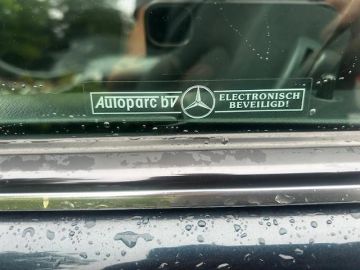 Autoparc bv
ELECTRONISCH
BEVEILIGD!